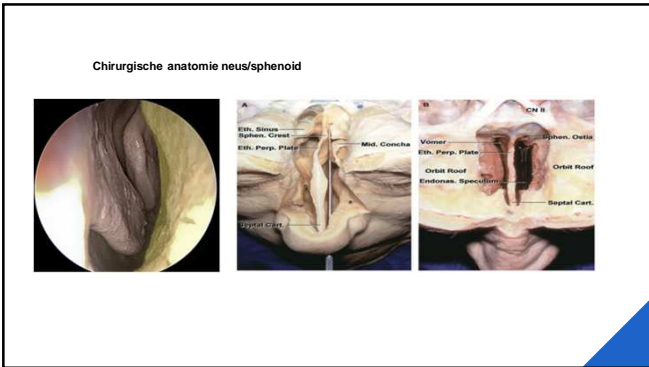 Chirurgische anatomie neus/sphenoid
A
Eth. Sinus
Sphen. Crest
Eth. Perp. Plate
Mid. Concha
Septal Cart.
B
CN II
Vomer
Sphen. Ostia
Eth. Perp. Plate
Orbit Roof
Orbit Roof
Endonas. Speculum
Septal Cart.